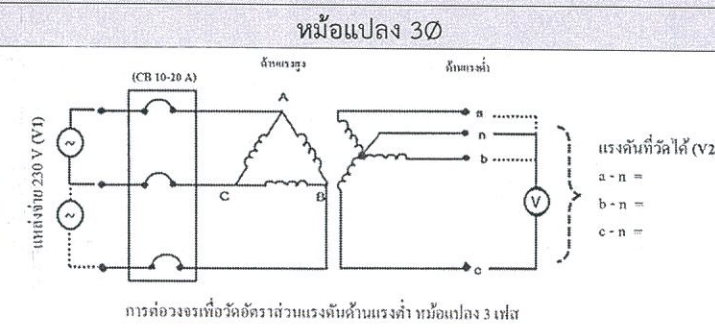 หม้อแปลง 3Ø
ด้านแรงสูง
ด้านแรงต่ำ
(CB 10-20 A)
A
a
n
b
แรงดันที่วัดได้ (V2
a - n =
b - n =
c - n =
แหล่งจ่าย 230 V (V1)
~
~
C
B
V
c
การต่อวงจรเพื่อวัดอัตราส่วนแรงดันด้านแรงต่ำ หม้อแปลง 3 เฟส